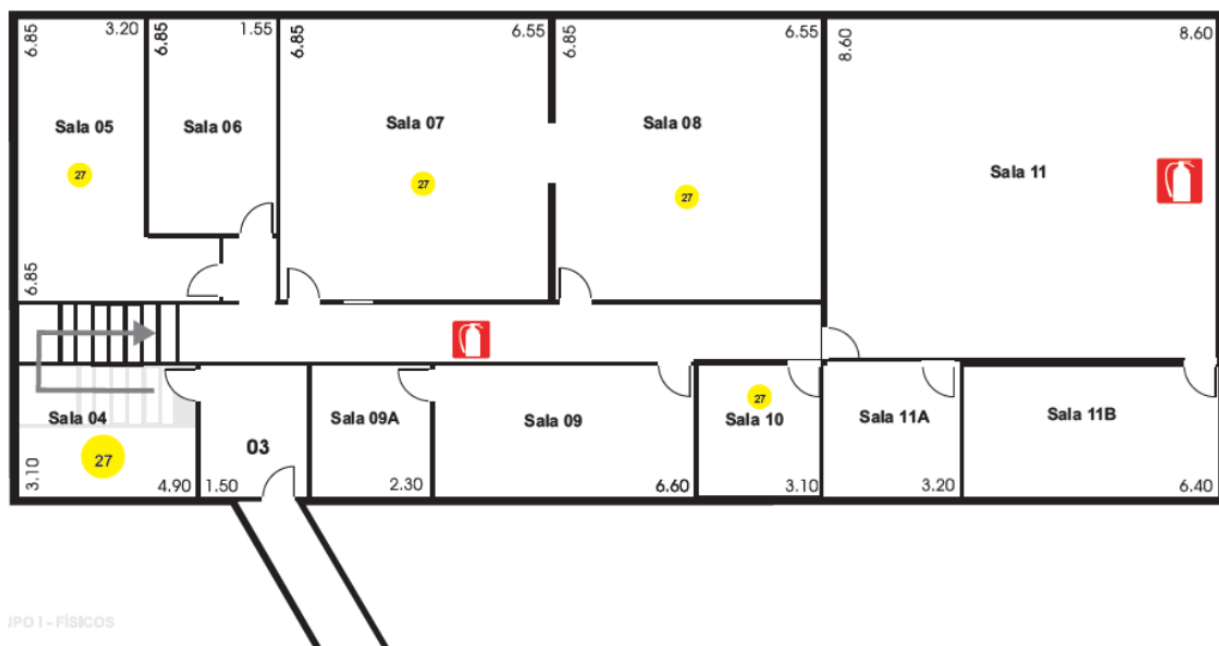 6.85 3.20 6.85 1.55 6.85 6.55 6.85 6.55 8.60 8.60
Sala 05 Sala 06 Sala 07 Sala 08
Sala 11
27 27 27
6.85
Sala 04 Sala 09A Sala 09 Sala 10 Sala 11A Sala 11B
27
03
27
3.10 4.90 1.50 2.30 6.60 3.10 3.20 6.40
UPO I - FÍSICOS